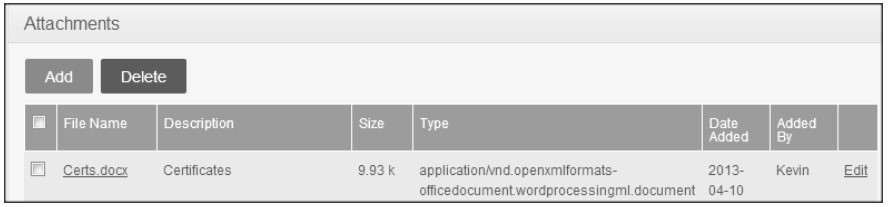 Attachments
Add Delete
File Name Description Size Type Date Added Added By
Certs.docx Certificates 9.93 k application/vnd.openxmlformats-officedocument.wordprocessingml.document 2013-04-10 Kevin Edit